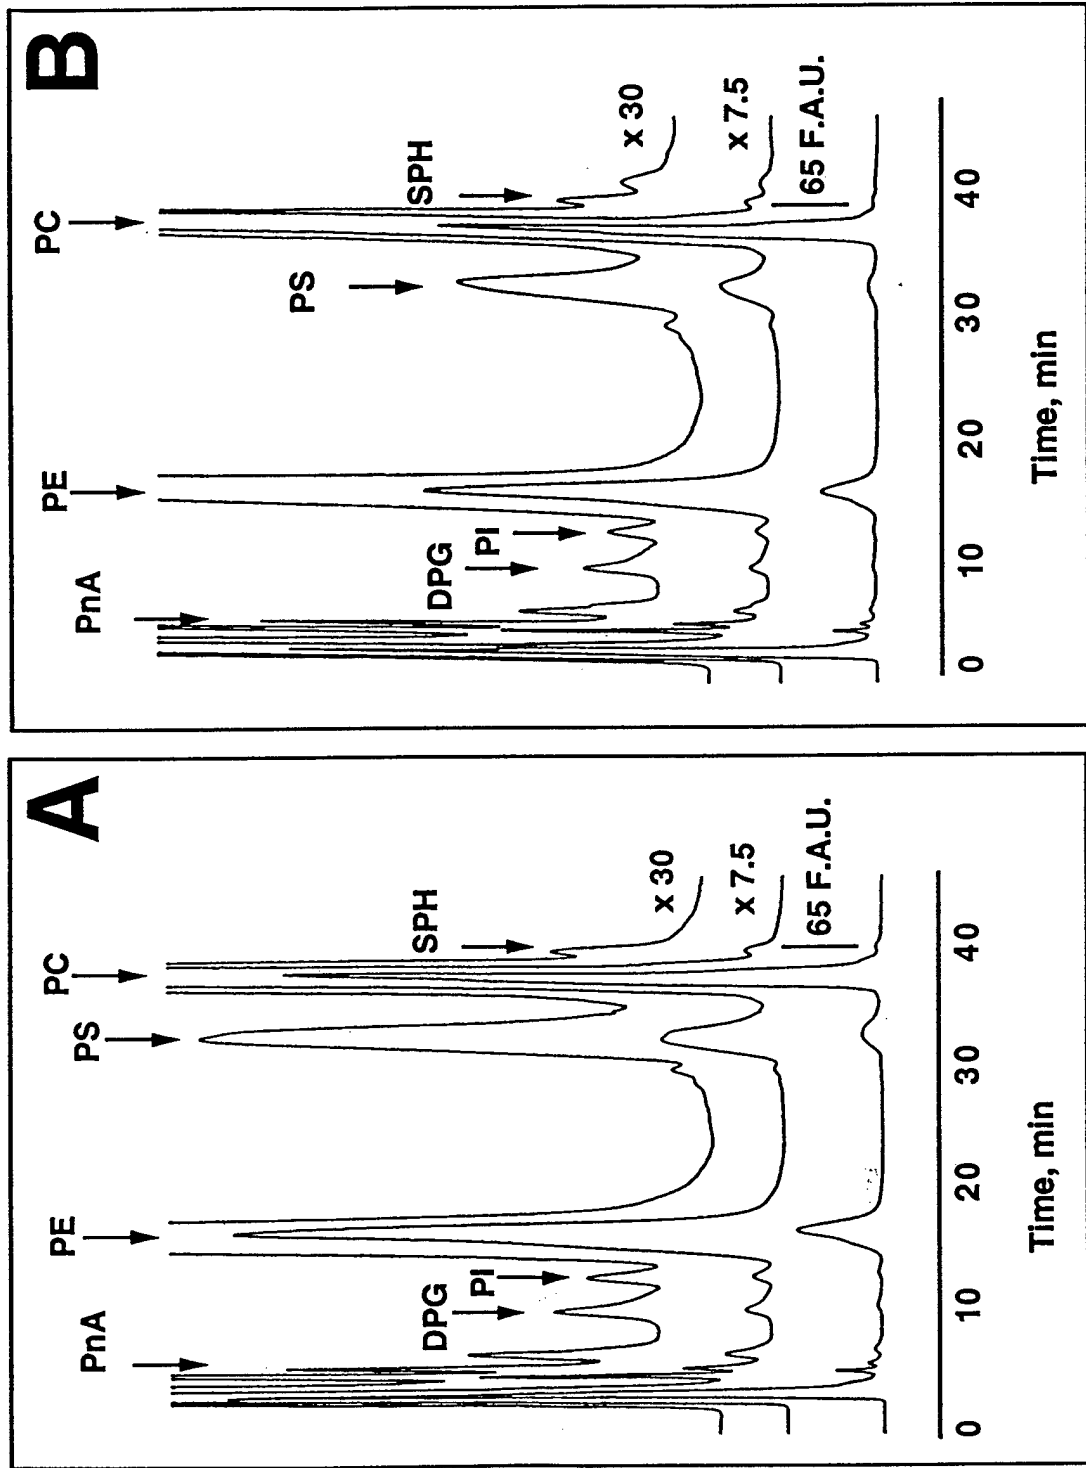 A
PnA
PE
PS
PC
DPG
PI
SPH
x 30
x 7.5
65 F.A.U.
0 10 20 30 40
Time, min
B
PnA
PE
PS
PC
DPG
PI
SPH
x 30
x 7.5
65 F.A.U.
0 10 20 30 40
Time, min